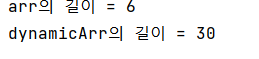 arr의 길이 = 6
dynamicArr의 길이 = 30